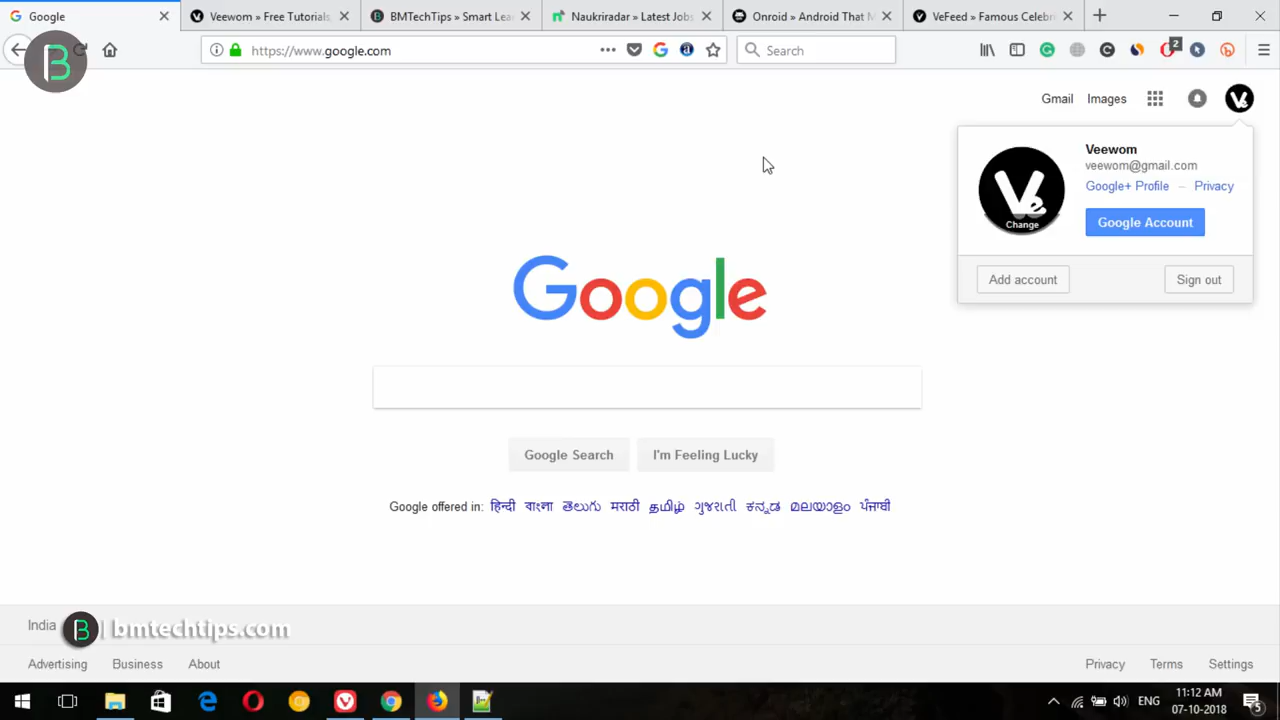 Google
Veewom » Free Tutorials,
BMTechTips » Smart Lea
Naukriradar » Latest Jobs
Onroid » Android That M
VeFeed » Famous Celebri
https://www.google.com
Search
2
Gmail
Images
Veewom
veewom@gmail.com
Google+ Profile – Privacy
Change
Google Account
Add account
Sign out
Google
Google Search
I'm Feeling Lucky
Google offered in: हिन्दी বাংলা తెలుగు मराठी தமிழ் ગુજરાતી ಕನ್ನಡ മലയാളം ਪੰਜਾਬੀ
India
B | bmtechtips.com
Advertising
Business
About
Privacy
Terms
Settings
ENG
11:12 AM
07-10-2018
5